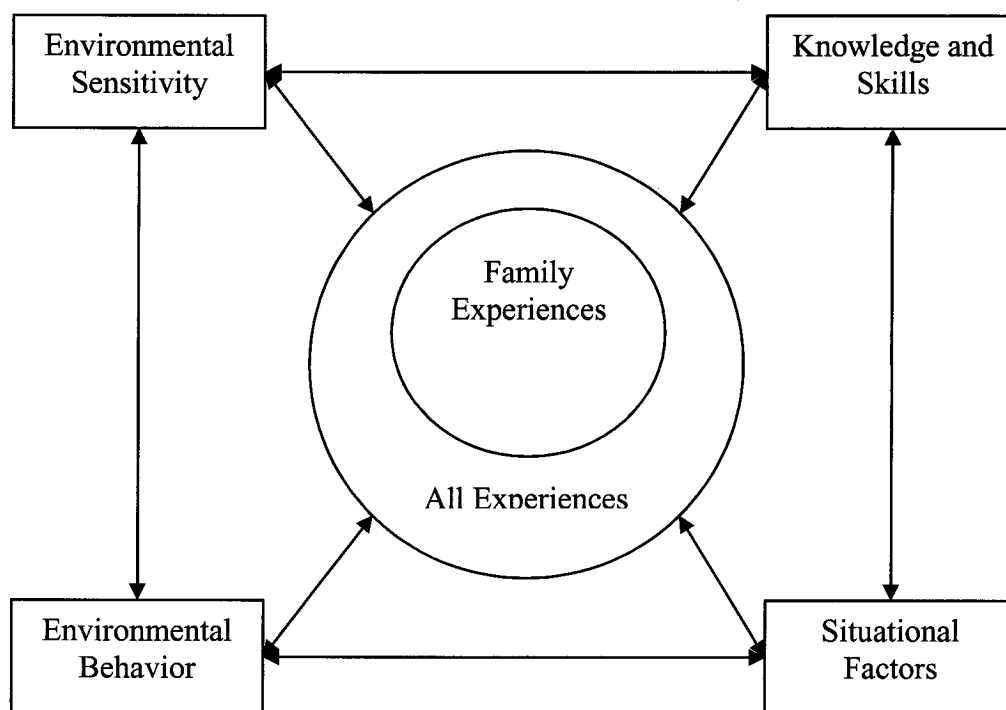 Environmental
Sensitivity
Knowledge and
Skills
Family
Experiences
All Experiences
Environmental
Behavior
Situational
Factors